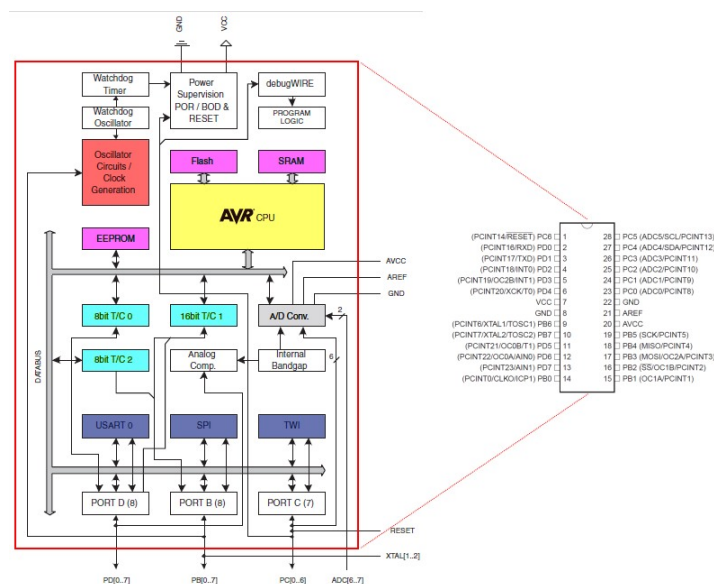 GND
VCC
Watchdog
Timer
Watchdog
Oscillator
Power
Supervision
POR / BOD &
RESET
debugWIRE
PROGRAM
LOGIC
Oscillator
Circuits /
Clock
Generation
Flash
SRAM
AVR CPU
EEPROM
AVCC
AREF
GND
8bit T/C 0
16bit T/C 1
A/D Conv.
2
8bit T/C 2
Analog
Comp.
Internal
Bandgap
6
DATABUS
USART 0
SPI
TWI
PORT D (8)
PORT B (8)
PORT C (7)
RESET
XTAL[1..2]
PD[0..7]
PB[0..7]
PC[0..6]
ADC[6..7]
(PCINT14/RESET) PC6 1 28 PC5 (ADC5/SCL/PCINT13)
(PCINT16/RXD) PD0 2 27 PC4 (ADC4/SDA/PCINT12)
(PCINT17/TXD) PD1 3 26 PC3 (ADC3/PCINT11)
(PCINT18/INT0) PD2 4 25 PC2 (ADC2/PCINT10)
(PCINT19/OC2B/INT1) PD3 5 24 PC1 (ADC1/PCINT9)
(PCINT20/XCK/T0) PD4 6 23 PC0 (ADC0/PCINT8)
VCC 7 22 GND
GND 8 21 AREF
(PCINT6/XTAL1/TOSC1) PB6 9 20 AVCC
(PCINT7/XTAL2/TOSC2) PB7 10 19 PB5 (SCK/PCINT5)
(PCINT21/OC0B/T1) PD5 11 18 PB4 (MISO/PCINT4)
(PCINT22/OC0A/AIN0) PD6 12 17 PB3 (MOSI/OC2A/PCINT3)
(PCINT23/AIN1) PD7 13 16 PB2 (SS/OC1B/PCINT2)
(PCINT0/CLKO/ICP1) PB0 14 15 PB1 (OC1A/PCINT1)